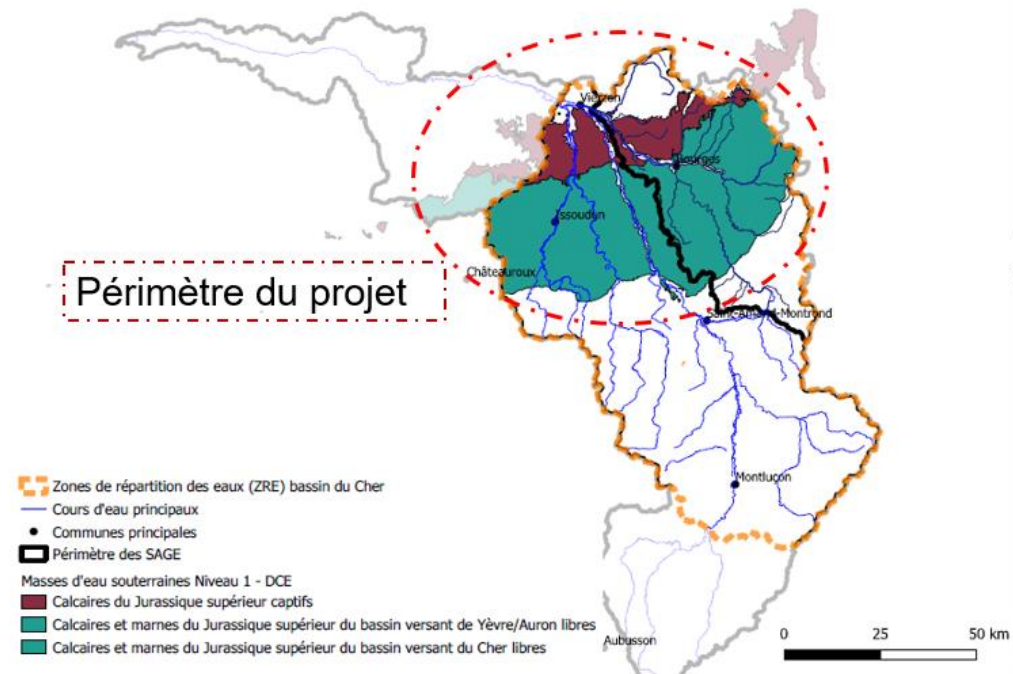 Vierzon
Bourges
Issoudun
Châteauroux
Périmètre du projet
Saint-Amand-Montrond
Montluçon
Zones de répartition des eaux (ZRE) bassin du Cher
Cours d'eau principaux
Communes principales
Périmètre des SAGE
Masses d'eau souterraines Niveau 1 - DCE
Calcaires du Jurassique supérieur captifs
Calcaires et marnes du Jurassique supérieur du bassin versant de Yèvre/Auron libres
Calcaires et marnes du Jurassique supérieur du bassin versant du Cher libres
Aubusson
0 25 50 km